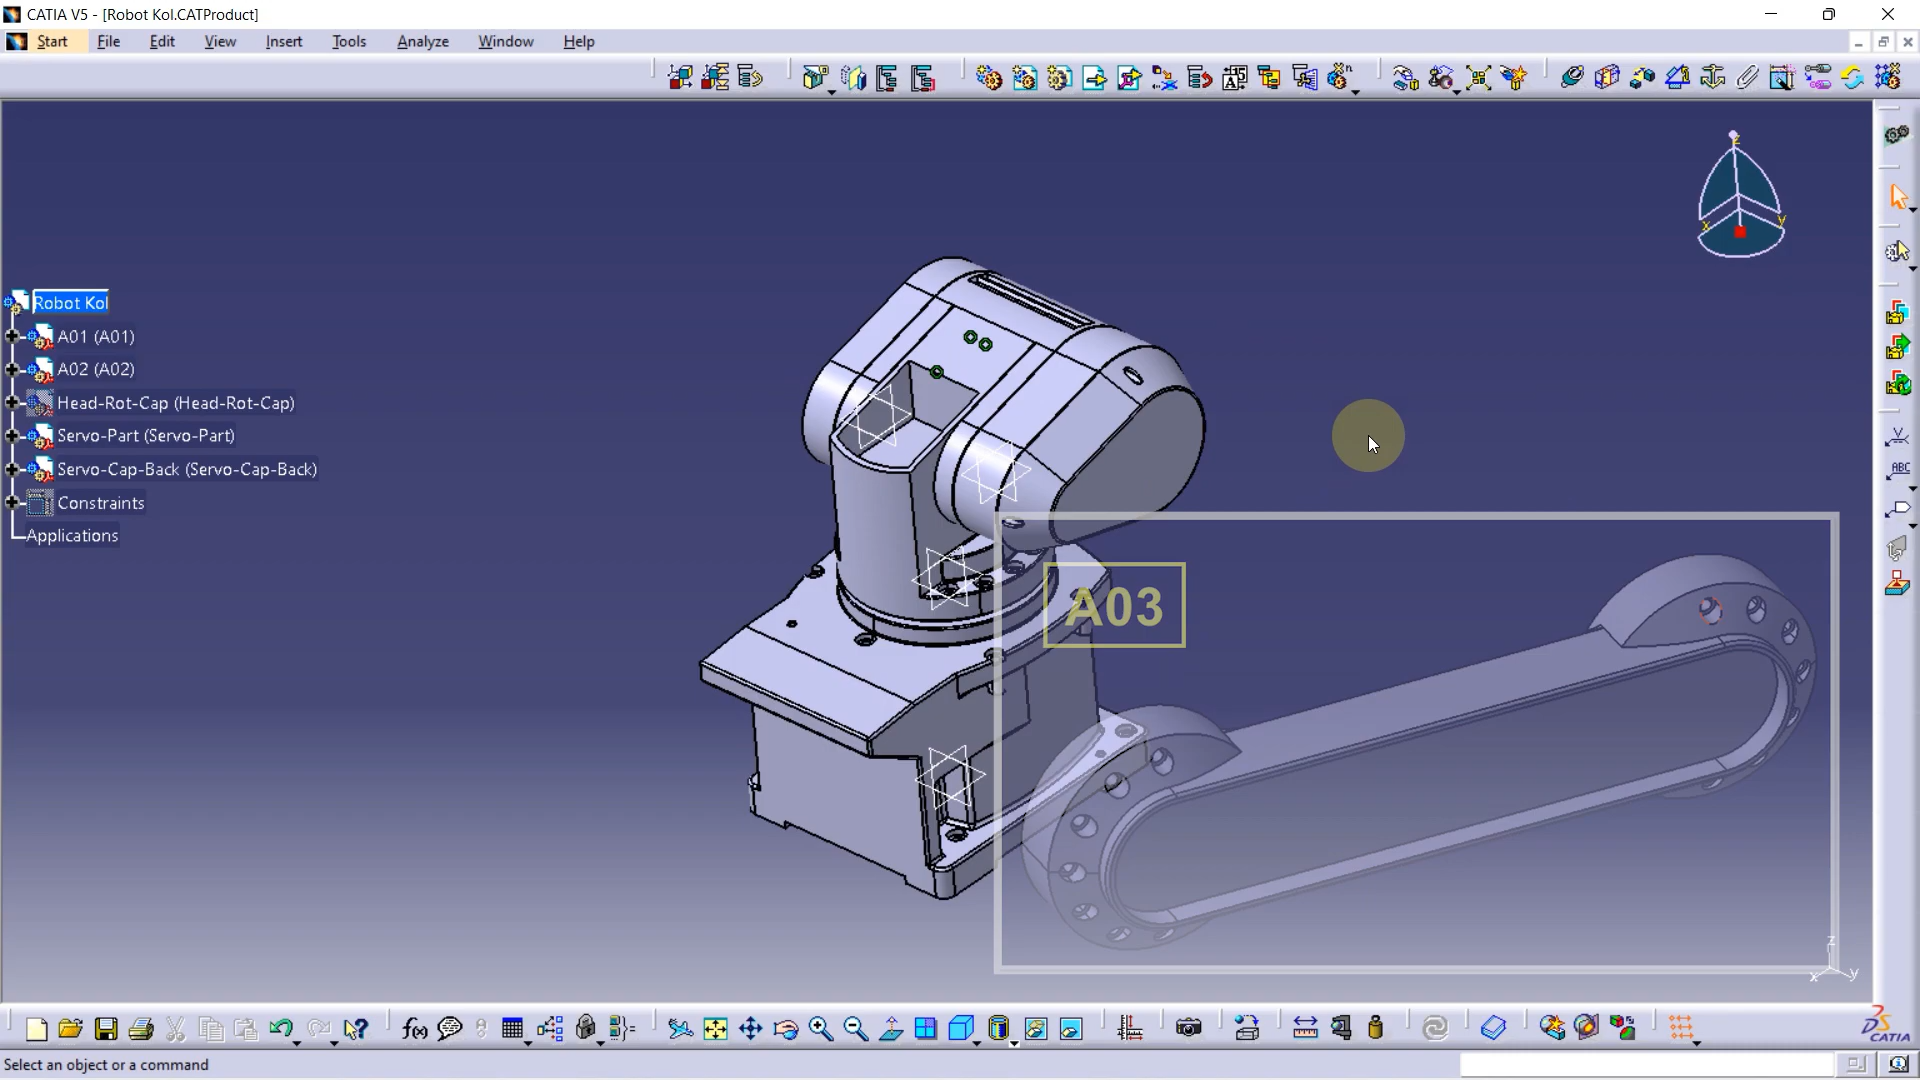 CATIA V5 - [Robot Kol.CATProduct]
Start File Edit View Insert Tools Analyze Window Help
Robot Kol
A01 (A01)
A02 (A02)
Head-Rot-Cap (Head-Rot-Cap)
Servo-Part (Servo-Part)
Servo-Cap-Back (Servo-Cap-Back)
Constraints
Applications
z
x y
A03
z
x y
ABC
f(x)
CATIA
Select an object or a command